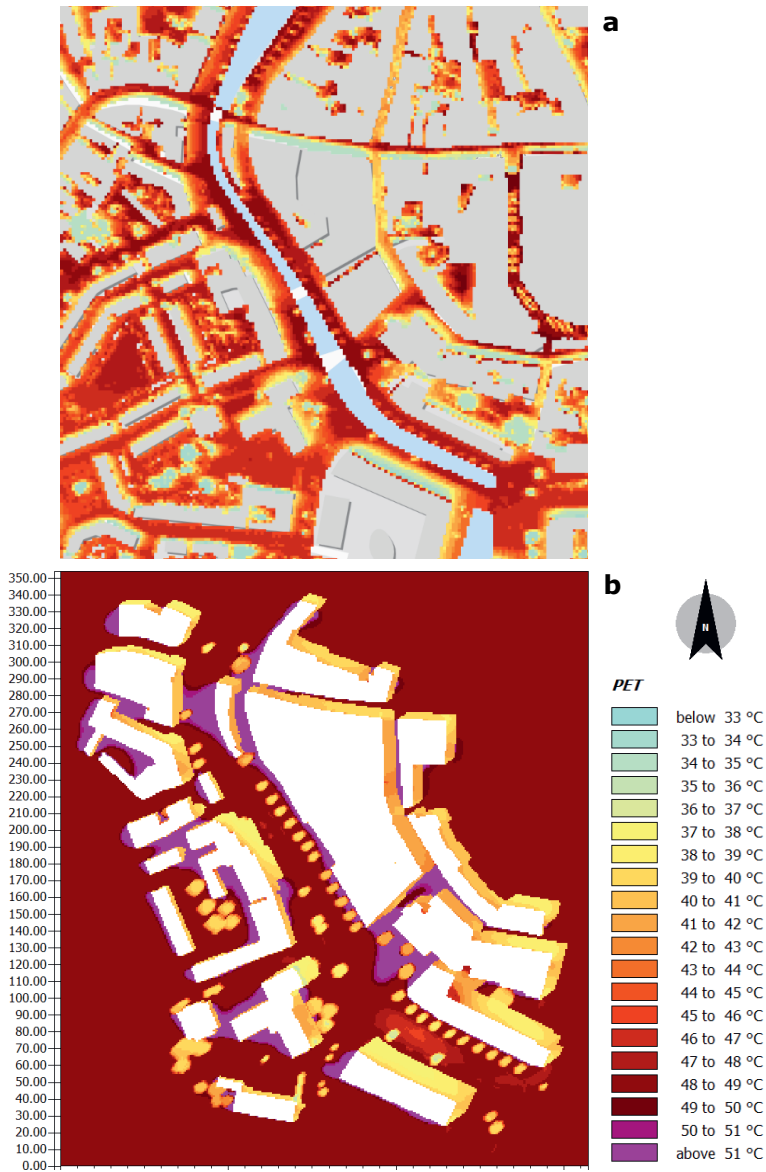 a
b
350.00
340.00
330.00
320.00
310.00
300.00
290.00
280.00
270.00
260.00
250.00
240.00
230.00
220.00
210.00
200.00
190.00
180.00
170.00
160.00
150.00
140.00
130.00
120.00
110.00
100.00
90.00
80.00
70.00
60.00
50.00
40.00
30.00
20.00
10.00
0.00
N
PET
below 33 °C
33 to 34 °C
34 to 35 °C
35 to 36 °C
36 to 37 °C
37 to 38 °C
38 to 39 °C
39 to 40 °C
40 to 41 °C
41 to 42 °C
42 to 43 °C
43 to 44 °C
44 to 45 °C
45 to 46 °C
46 to 47 °C
47 to 48 °C
48 to 49 °C
49 to 50 °C
50 to 51 °C
above 51 °C